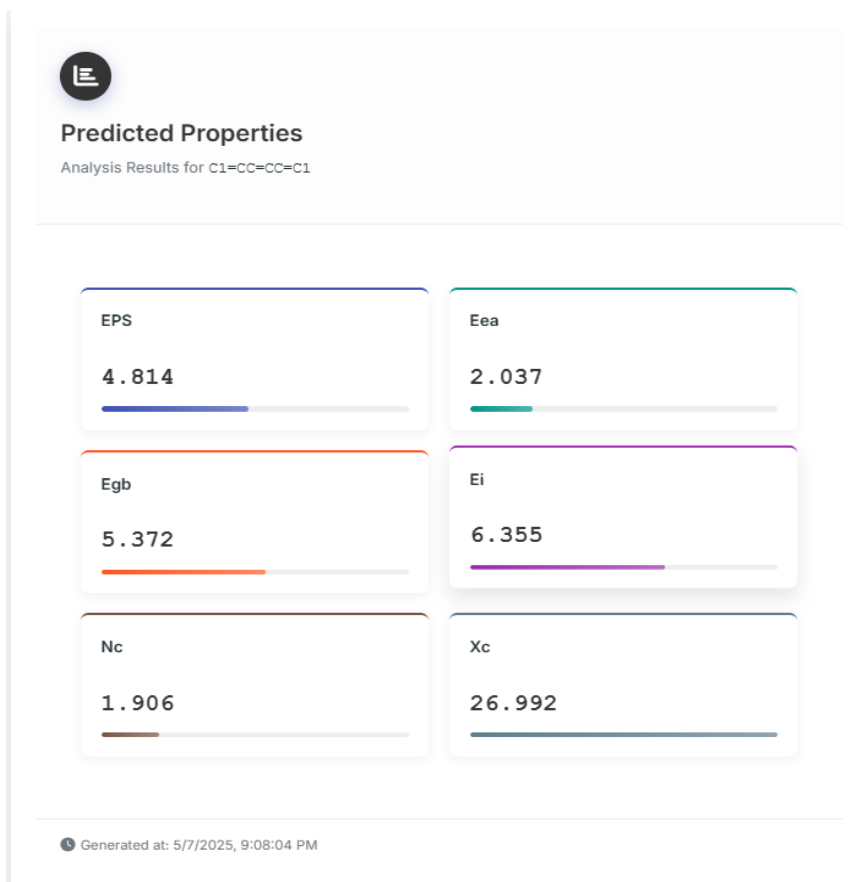 Predicted Properties
Analysis Results for C1=CC=CC=C1
EPS
4.814
Eea
2.037
Egb
5.372
Ei
6.355
Nc
1.906
Xc
26.992
Generated at: 5/7/2025, 9:08:04 PM